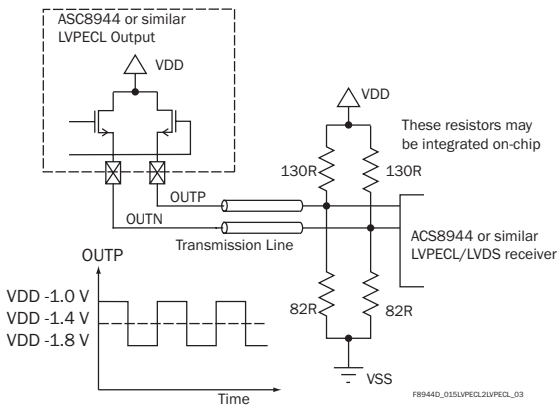 ASC8944 or similar
LVPECL Output
VDD
VDD
These resistors may
be integrated on-chip
130R
130R
OUTP
OUTN
Transmission Line
ACS8944 or similar
LVPECL/LVDS receiver
82R
82R
VSS
OUTP
VDD -1.0 V
VDD -1.4 V
VDD -1.8 V
Time
F8944D_015LVPECL2LVPECL_03